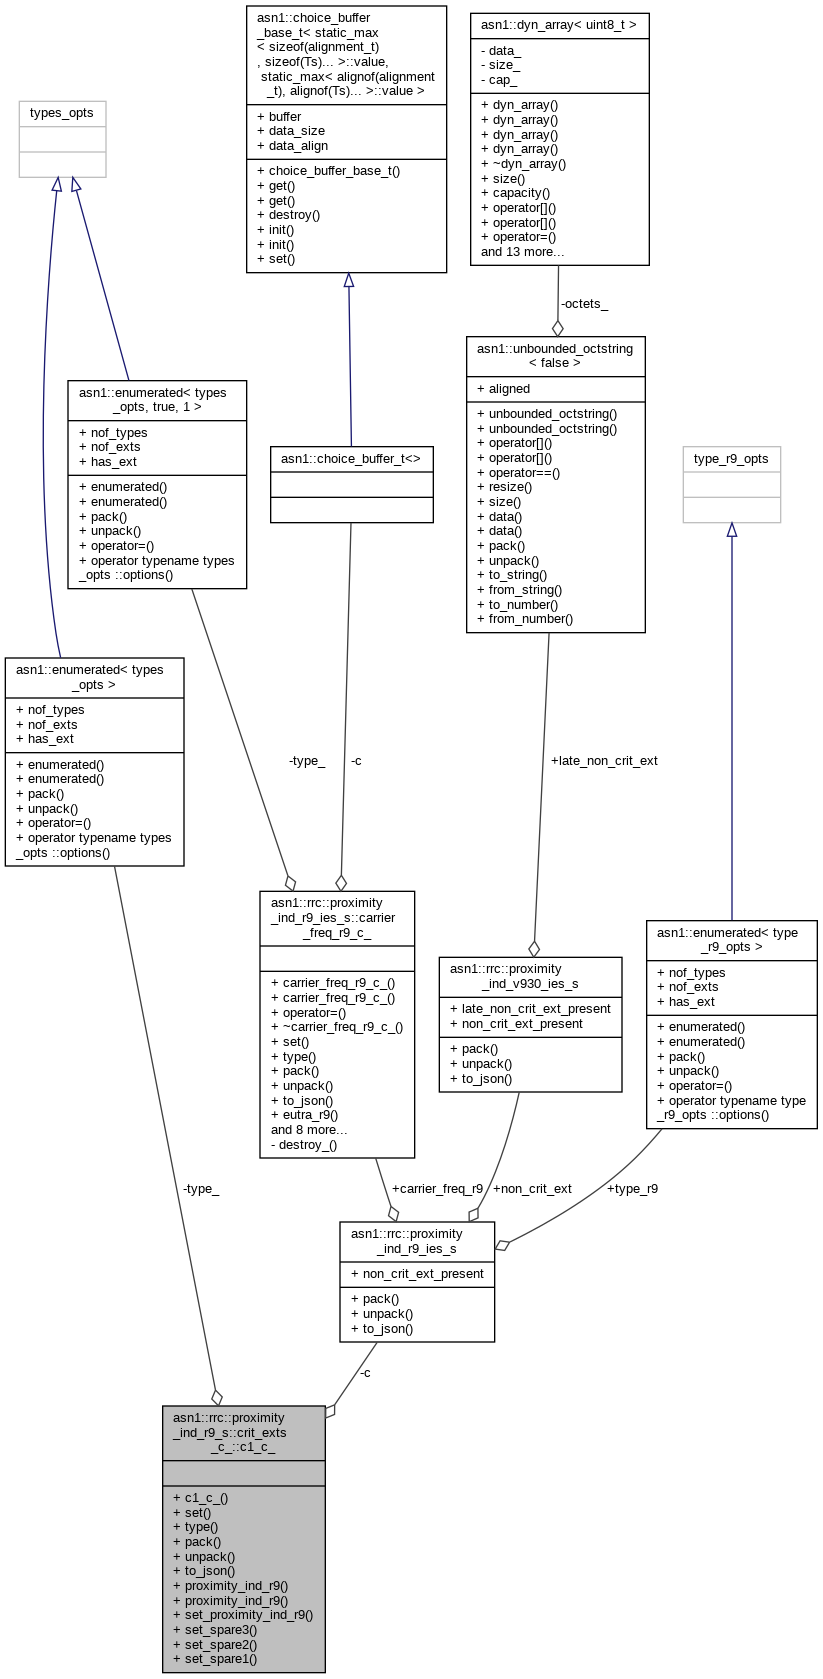 asn1::choice_buffer
_base_t< static_max
< sizeof(alignment_t)
, sizeof(Ts)... >::value,
static_max< alignof(alignment
_t), alignof(Ts)... >::value >
+ buffer
+ data_size
+ data_align
+ choice_buffer_base_t()
+ get()
+ get()
+ destroy()
+ init()
+ init()
+ set()
asn1::dyn_array< uint8_t >
- data_
- size_
- cap_
+ dyn_array()
+ dyn_array()
+ dyn_array()
+ dyn_array()
+ ~dyn_array()
+ size()
+ capacity()
+ operator[]()
+ operator[]()
+ operator=()
and 13 more...
types_opts
-octets_
asn1::unbounded_octstring
< false >
+ aligned
+ unbounded_octstring()
+ unbounded_octstring()
+ operator[]()
+ operator[]()
+ operator==()
+ resize()
+ size()
+ data()
+ data()
+ pack()
+ unpack()
+ to_string()
+ from_string()
+ to_number()
+ from_number()
asn1::enumerated< types
_opts, true, 1 >
+ nof_types
+ nof_exts
+ has_ext
+ enumerated()
+ enumerated()
+ pack()
+ unpack()
+ operator=()
+ operator typename types
_opts ::options()
asn1::choice_buffer_t<>
type_r9_opts
asn1::enumerated< types
_opts >
+ nof_types
+ nof_exts
+ has_ext
+ enumerated()
+ enumerated()
+ pack()
+ unpack()
+ operator=()
+ operator typename types
_opts ::options()
-type_
-c
+late_non_crit_ext
asn1::rrc::proximity
_ind_r9_ies_s::carrier
_freq_r9_c_
+ carrier_freq_r9_c_()
+ carrier_freq_r9_c_()
+ operator=()
+ ~carrier_freq_r9_c_()
+ set()
+ type()
+ pack()
+ unpack()
+ to_json()
+ eutra_r9()
and 8 more...
- destroy_()
asn1::rrc::proximity
_ind_v930_ies_s
+ late_non_crit_ext_present
+ non_crit_ext_present
+ pack()
+ unpack()
+ to_json()
asn1::enumerated< type
_r9_opts >
+ nof_types
+ nof_exts
+ has_ext
+ enumerated()
+ enumerated()
+ pack()
+ unpack()
+ operator=()
+ operator typename type
_r9_opts ::options()
-type_
+carrier_freq_r9
+non_crit_ext
+type_r9
asn1::rrc::proximity
_ind_r9_ies_s
+ non_crit_ext_present
+ pack()
+ unpack()
+ to_json()
-c
asn1::rrc::proximity
_ind_r9_s::crit_exts
_c_::c1_c_
+ c1_c_()
+ set()
+ type()
+ pack()
+ unpack()
+ to_json()
+ proximity_ind_r9()
+ proximity_ind_r9()
+ set_proximity_ind_r9()
+ set_spare3()
+ set_spare2()
+ set_spare1()